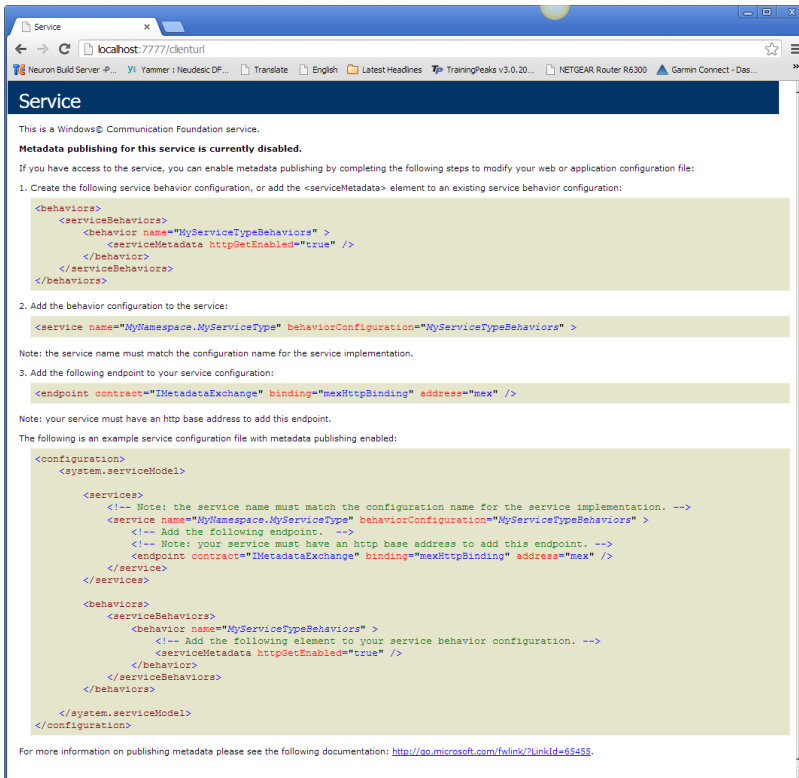 Service
localhost:7777/clienturl
Neuron Build Server -P... Yammer : Neudesic DF... Translate English Latest Headlines TrainingPeaks v3.0.20... NETGEAR Router R6300 Garmin Connect - Das... »
Service
This is a Windows© Communication Foundation service.
Metadata publishing for this service is currently disabled.
If you have access to the service, you can enable metadata publishing by completing the following steps to modify your web or application configuration file:
1. Create the following service behavior configuration, or add the <serviceMetadata> element to an existing service behavior configuration:
<behaviors>
<serviceBehaviors>
<behavior name="MyServiceTypeBehaviors" >
<serviceMetadata httpGetEnabled="true" />
</behavior>
</serviceBehaviors>
</behaviors>
2. Add the behavior configuration to the service:
<service name="MyNamespace.MyServiceType" behaviorConfiguration="MyServiceTypeBehaviors" >
Note: the service name must match the configuration name for the service implementation.
3. Add the following endpoint to your service configuration:
<endpoint contract="IMetadataExchange" binding="mexHttpBinding" address="mex" />
Note: your service must have an http base address to add this endpoint.
The following is an example service configuration file with metadata publishing enabled:
<configuration>
<system.serviceModel>
<services>
<!-- Note: the service name must match the configuration name for the service implementation. -->
<service name="MyNamespace.MyServiceType" behaviorConfiguration="MyServiceTypeBehaviors" >
<!-- Add the following endpoint.  -->
<!-- Note: your service must have an http base address to add this endpoint. -->
<endpoint contract="IMetadataExchange" binding="mexHttpBinding" address="mex" />
</service>
</services>
<behaviors>
<serviceBehaviors>
<behavior name="MyServiceTypeBehaviors" >
<!-- Add the following element to your service behavior configuration. -->
<serviceMetadata httpGetEnabled="true" />
</behavior>
</serviceBehaviors>
</behaviors>
</system.serviceModel>
</configuration>
For more information on publishing metadata please see the following documentation: http://go.microsoft.com/fwlink/?LinkId=65455.